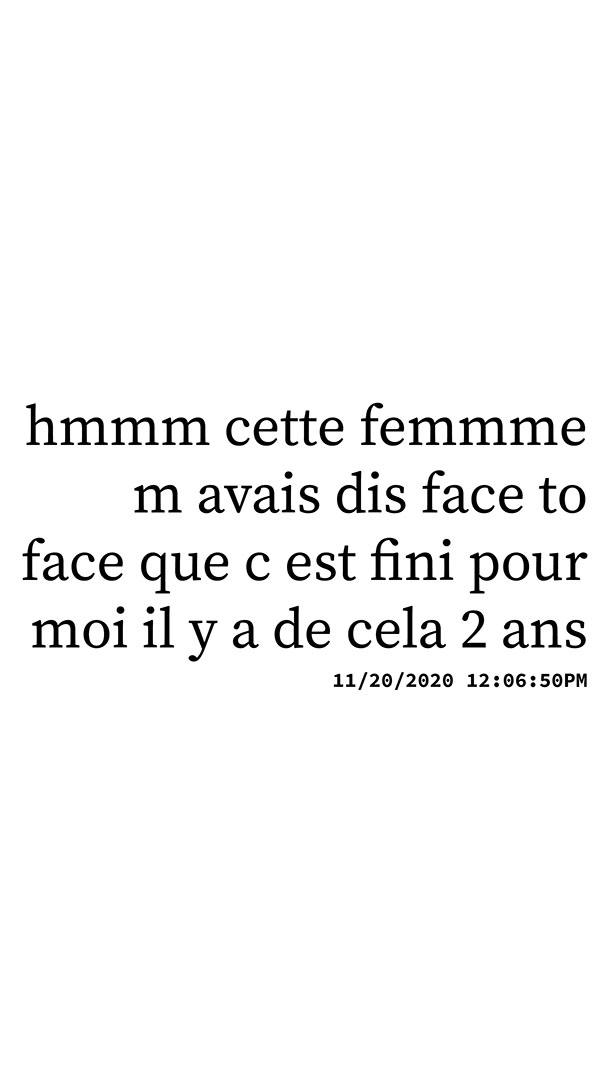 hmmm cette femmme
m avais dis face to
face que c est fini pour
moi il y a de cela 2 ans
11/20/2020 12:06:50PM